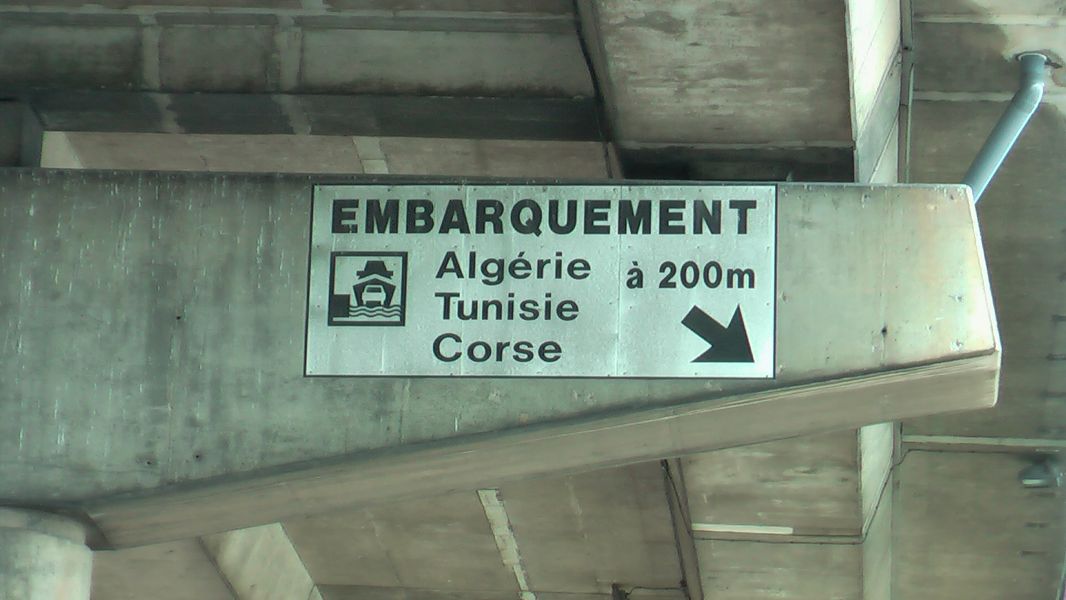 EMBARQUEMENT
Algérie
Tunisie
Corse
à 200m